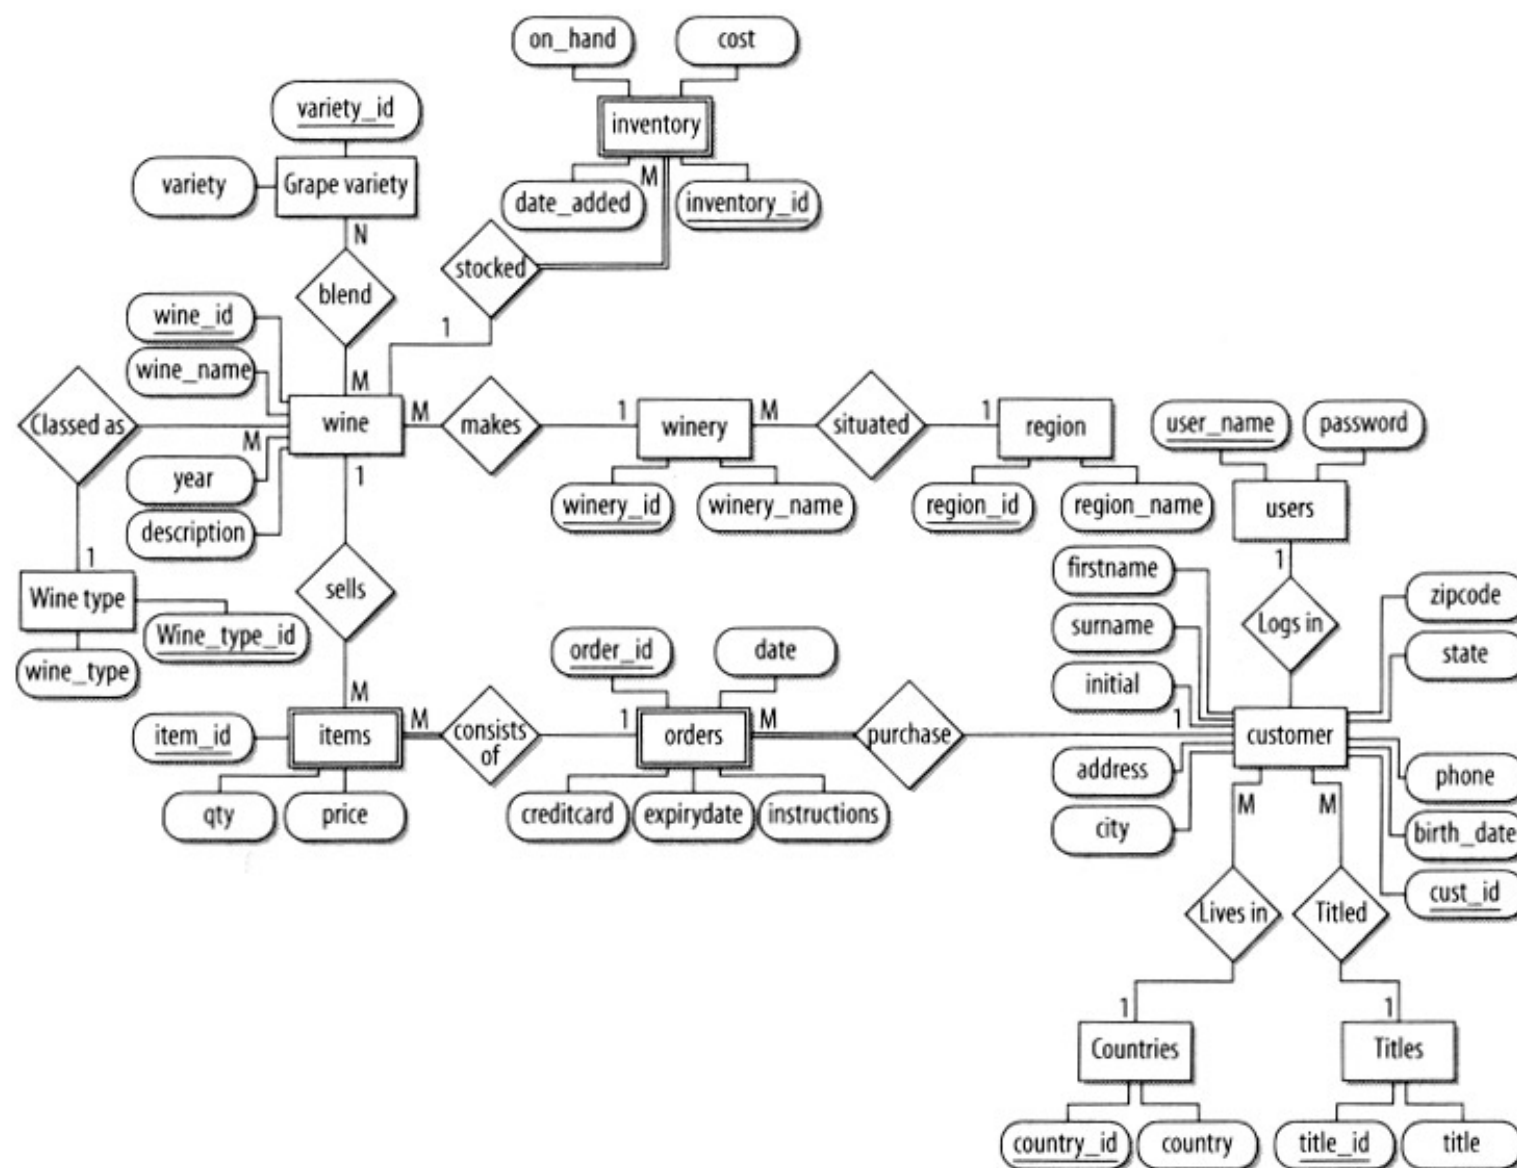 on_hand
cost
variety_id
inventory
variety
Grape variety
M
date_added
inventory_id
N
stocked
blend
wine_id
1
wine_name
M
Classed as
wine
M
makes
1
winery
M
situated
1
region
user_name
password
M
year
1
winery_id
winery_name
region_id
region_name
users
description
1
1
firstname
Wine type
sells
zipcode
Wine_type_id
surname
Logs in
order_id
date
state
wine_type
initial
M
item_id
items
M
consists
of
1
orders
M
purchase
1
customer
address
phone
qty
price
creditcard
expirydate
instructions
M
M
city
birth_date
cust_id
Lives in
Titled
1
1
Countries
Titles
country_id
country
title_id
title